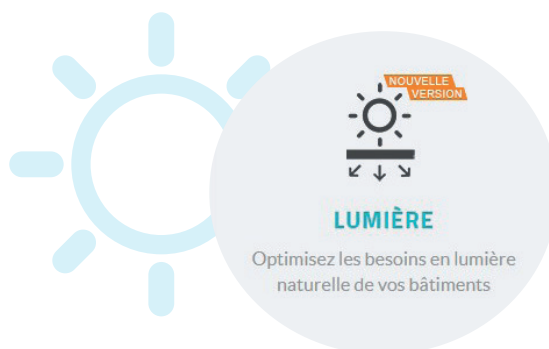 NOUVELLE
VERSION
LUMIÈRE
Optimisez les besoins en lumière
naturelle de vos bâtiments